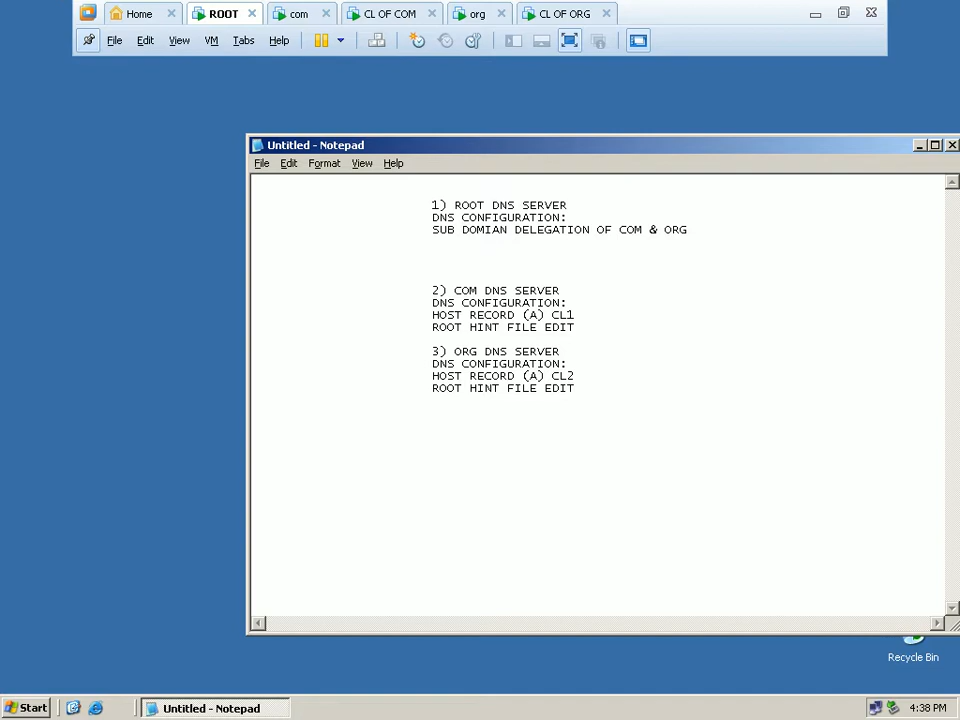 Home
ROOT
com
CL OF COM
org
CL OF ORG
File Edit View VM Tabs Help
Untitled - Notepad
File Edit Format View Help
1) ROOT DNS SERVER
DNS CONFIGURATION:
SUB DOMIAN DELEGATION OF COM & ORG
2) COM DNS SERVER
DNS CONFIGURATION:
HOST RECORD (A) CL1
ROOT HINT FILE EDIT
3) ORG DNS SERVER
DNS CONFIGURATION:
HOST RECORD (A) CL2
ROOT HINT FILE EDIT
Recycle Bin
Start
Untitled - Notepad
4:38 PM